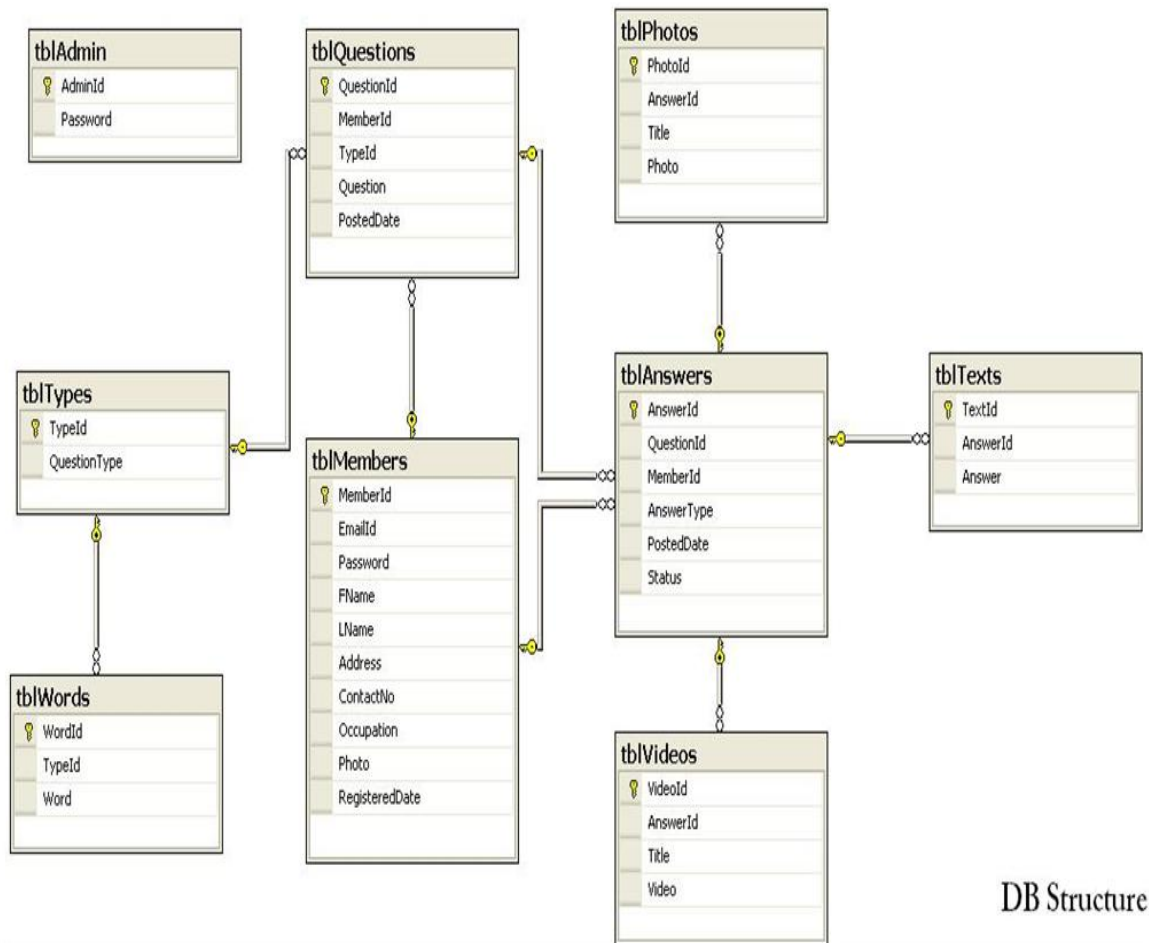 tblAdmin
AdminId
Password
tblQuestions
QuestionId
MemberId
TypeId
Question
PostedDate
tblPhotos
PhotoId
AnswerId
Title
Photo
tblTypes
TypeId
QuestionType
tblMembers
MemberId
EmailId
Password
FName
LName
Address
ContactNo
Occupation
Photo
RegisteredDate
tblAnswers
AnswerId
QuestionId
MemberId
AnswerType
PostedDate
Status
tblTexts
TextId
AnswerId
Answer
tblWords
WordId
TypeId
Word
tblVideos
VideoId
AnswerId
Title
Video
DB Structure